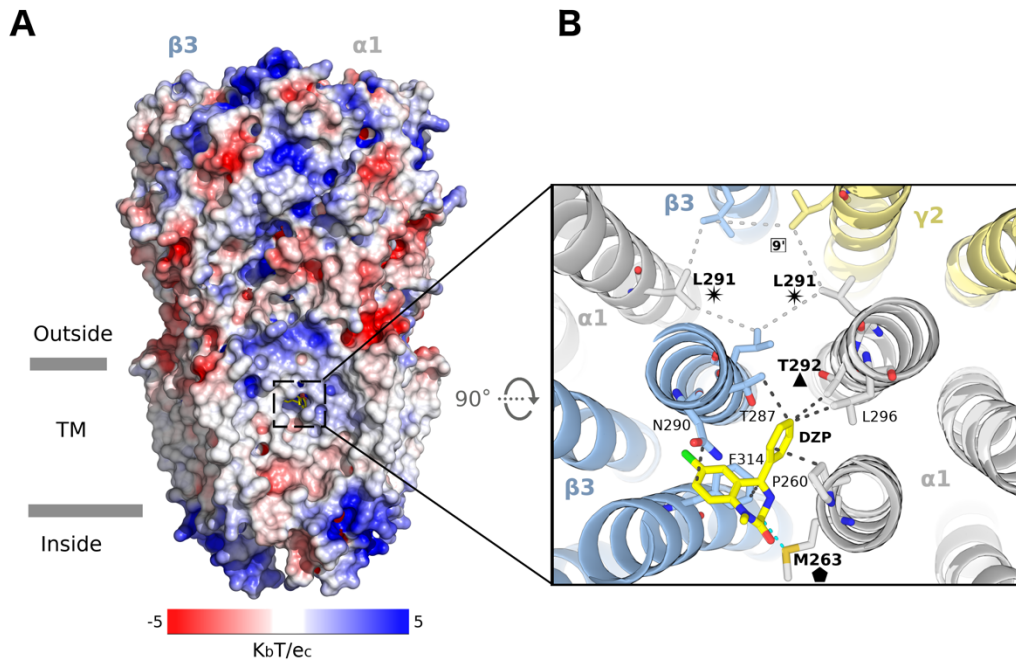 A
β3
α1
Outside
TM
Inside
-5
5
KbT/ec
90°
B
β3
γ2
9'
L291
L291
α1
T292
T287
L296
N290
DZP
F314
P260
β3
α1
M263